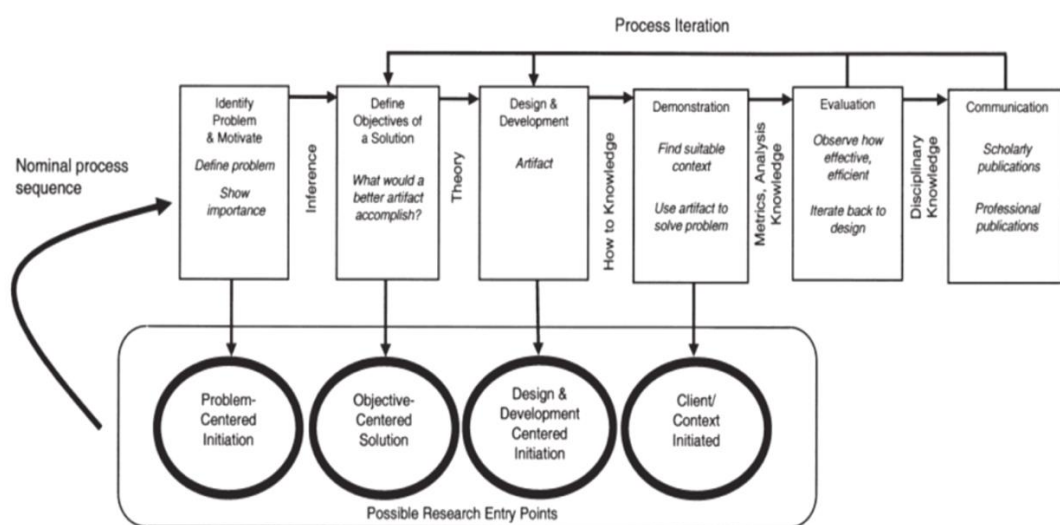 Process Iteration
Nominal process
sequence
Identify
Problem
& Motivate
Define problem
Show
importance
Inference
Define
Objectives of
a Solution
What would a
better artifact
accomplish?
Theory
Design &
Development
Artifact
How to Knowledge
Demonstration
Find suitable
context
Use artifact to
solve problem
Metrics, Analysis
Knowledge
Evaluation
Observe how
effective,
efficient
Iterate back to
design
Disciplinary
Knowledge
Communication
Scholarly
publications
Professional
publications
Problem-
Centered
Initiation
Objective-
Centered
Solution
Design &
Development
Centered
Initiation
Client/
Context
Initiated
Possible Research Entry Points